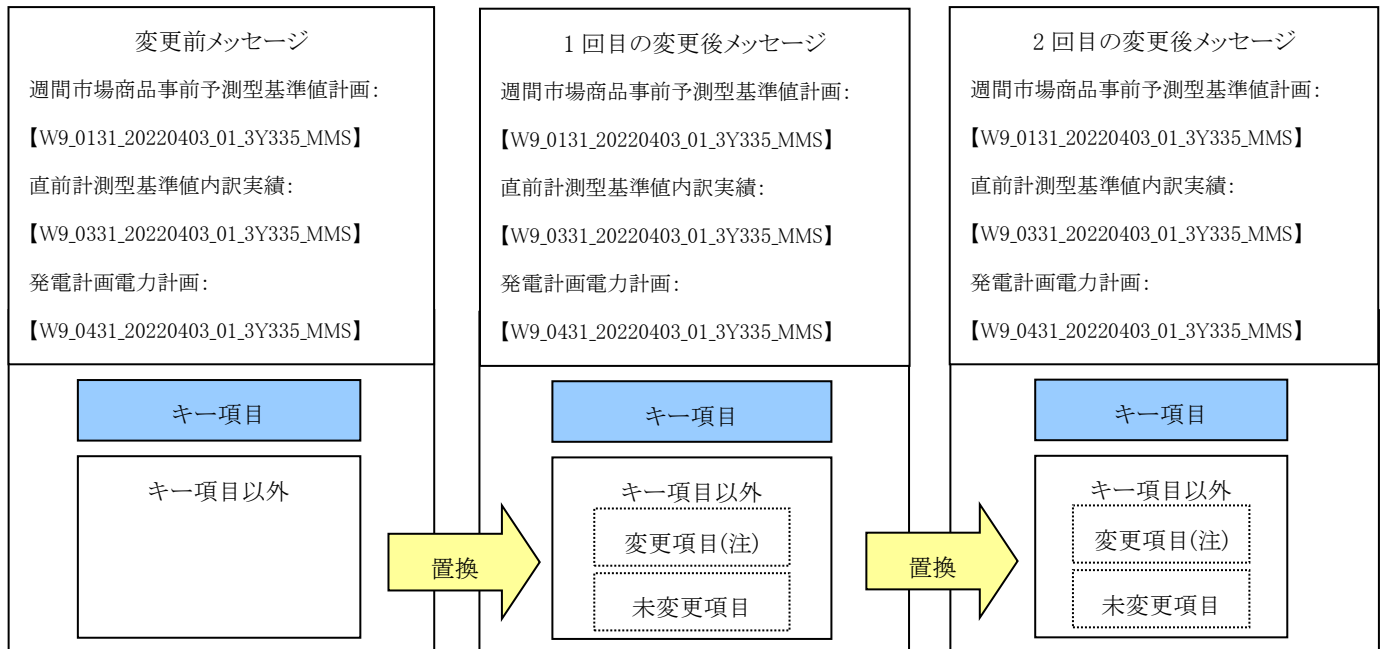 変更前メッセージ
週間市場商品事前予測型基準値計画:
【W9_0131_20220403_01_3Y335_MMS】
直前計測型基準値内訳実績:
【W9_0331_20220403_01_3Y335_MMS】
発電計画電力計画:
【W9_0431_20220403_01_3Y335_MMS】
キー項目
キー項目以外
置換
1回目の変更後メッセージ
週間市場商品事前予測型基準値計画:
【W9_0131_20220403_01_3Y335_MMS】
直前計測型基準値内訳実績:
【W9_0331_20220403_01_3Y335_MMS】
発電計画電力計画:
【W9_0431_20220403_01_3Y335_MMS】
キー項目
キー項目以外
変更項目(注)
未変更項目
置換
2回目の変更後メッセージ
週間市場商品事前予測型基準値計画:
【W9_0131_20220403_01_3Y335_MMS】
直前計測型基準値内訳実績:
【W9_0331_20220403_01_3Y335_MMS】
発電計画電力計画:
【W9_0431_20220403_01_3Y335_MMS】
キー項目
キー項目以外
変更項目(注)
未変更項目